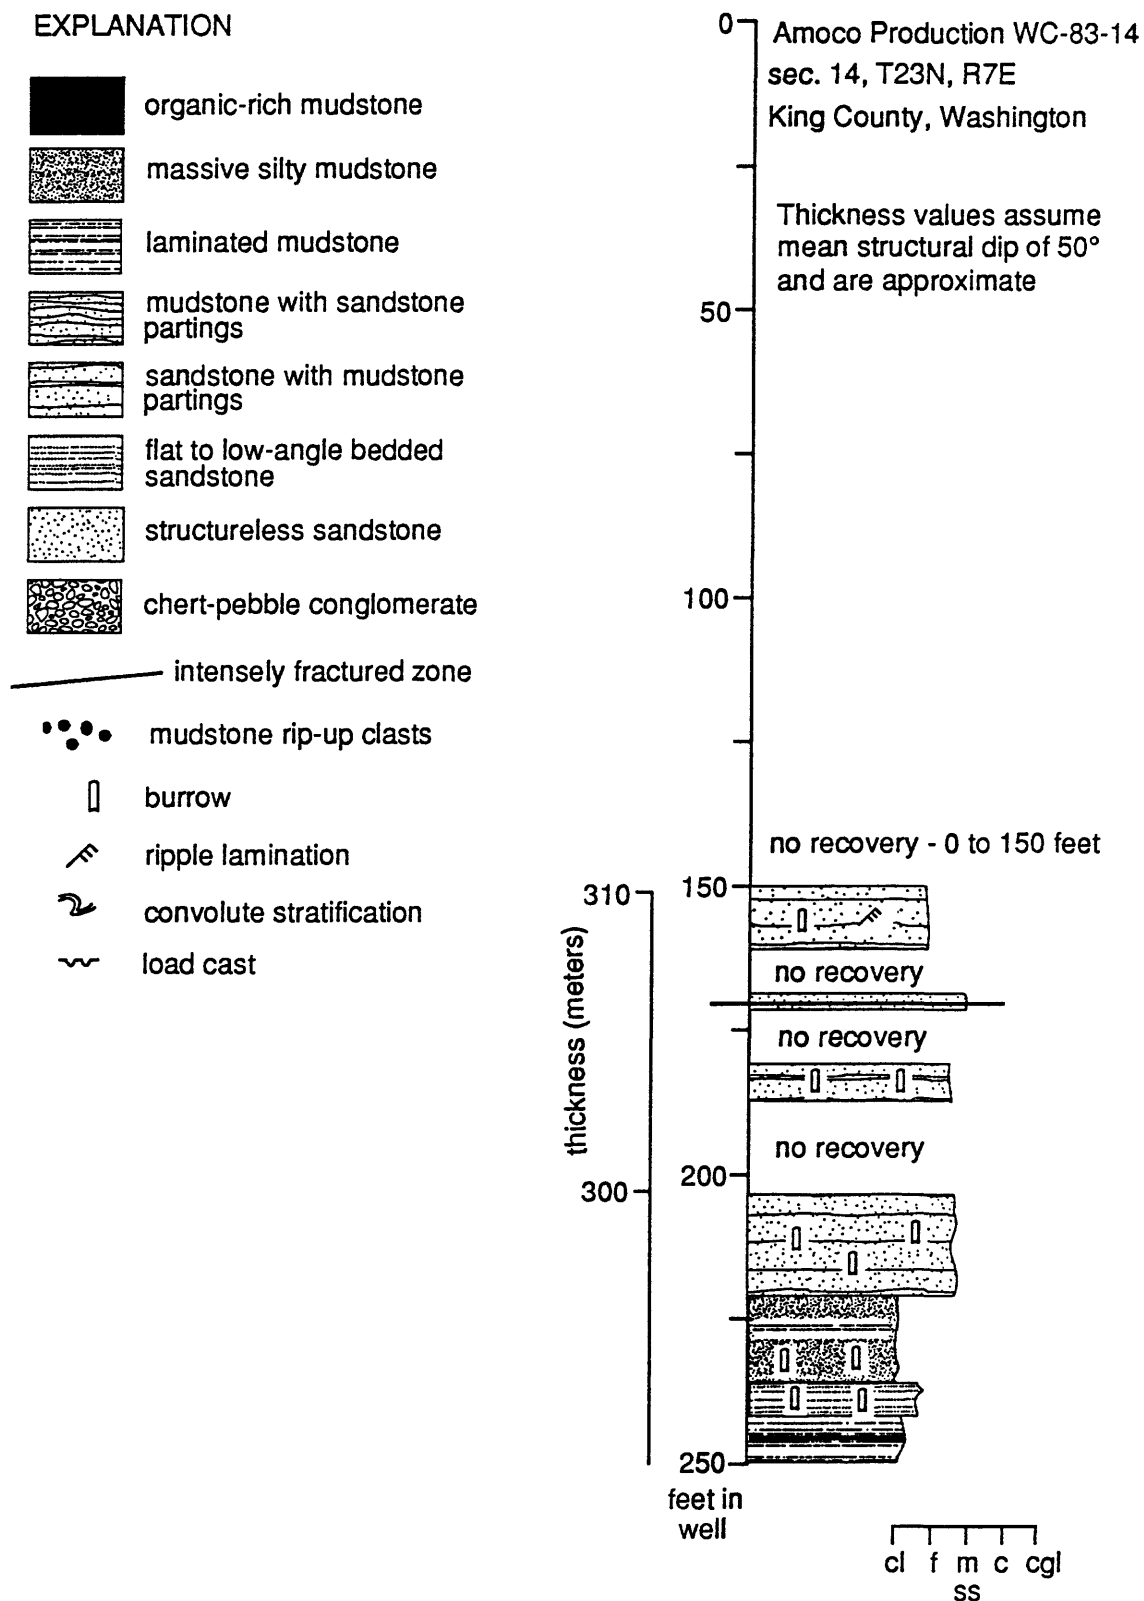 EXPLANATION
organic-rich mudstone
massive silty mudstone
laminated mudstone
mudstone with sandstone
partings
sandstone with mudstone
partings
flat to low-angle bedded
sandstone
structureless sandstone
chert-pebble conglomerate
intensely fractured zone
mudstone rip-up clasts
burrow
ripple lamination
convolute stratification
load cast
Amoco Production WC-83-14
sec. 14, T23N, R7E
King County, Washington
Thickness values assume
mean structural dip of 50°
and are approximate
0
50
100
150
200
250
feet in
well
310
300
thickness (meters)
no recovery - 0 to 150 feet
no recovery
no recovery
no recovery
cl f m c cgl
ss